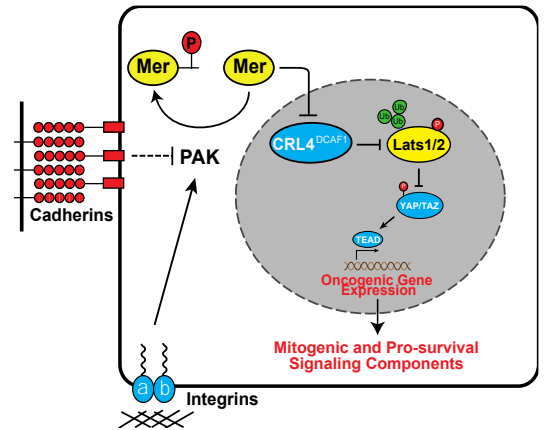 P
Mer
Mer
Ub
Ub
Ub
P
CRL4DCAF1
Lats1/2
PAK
P
YAP/TAZ
Cadherins
TEAD
Oncogenic Gene
Expression
Mitogenic and Pro-survival
Signaling Components
a b
Integrins